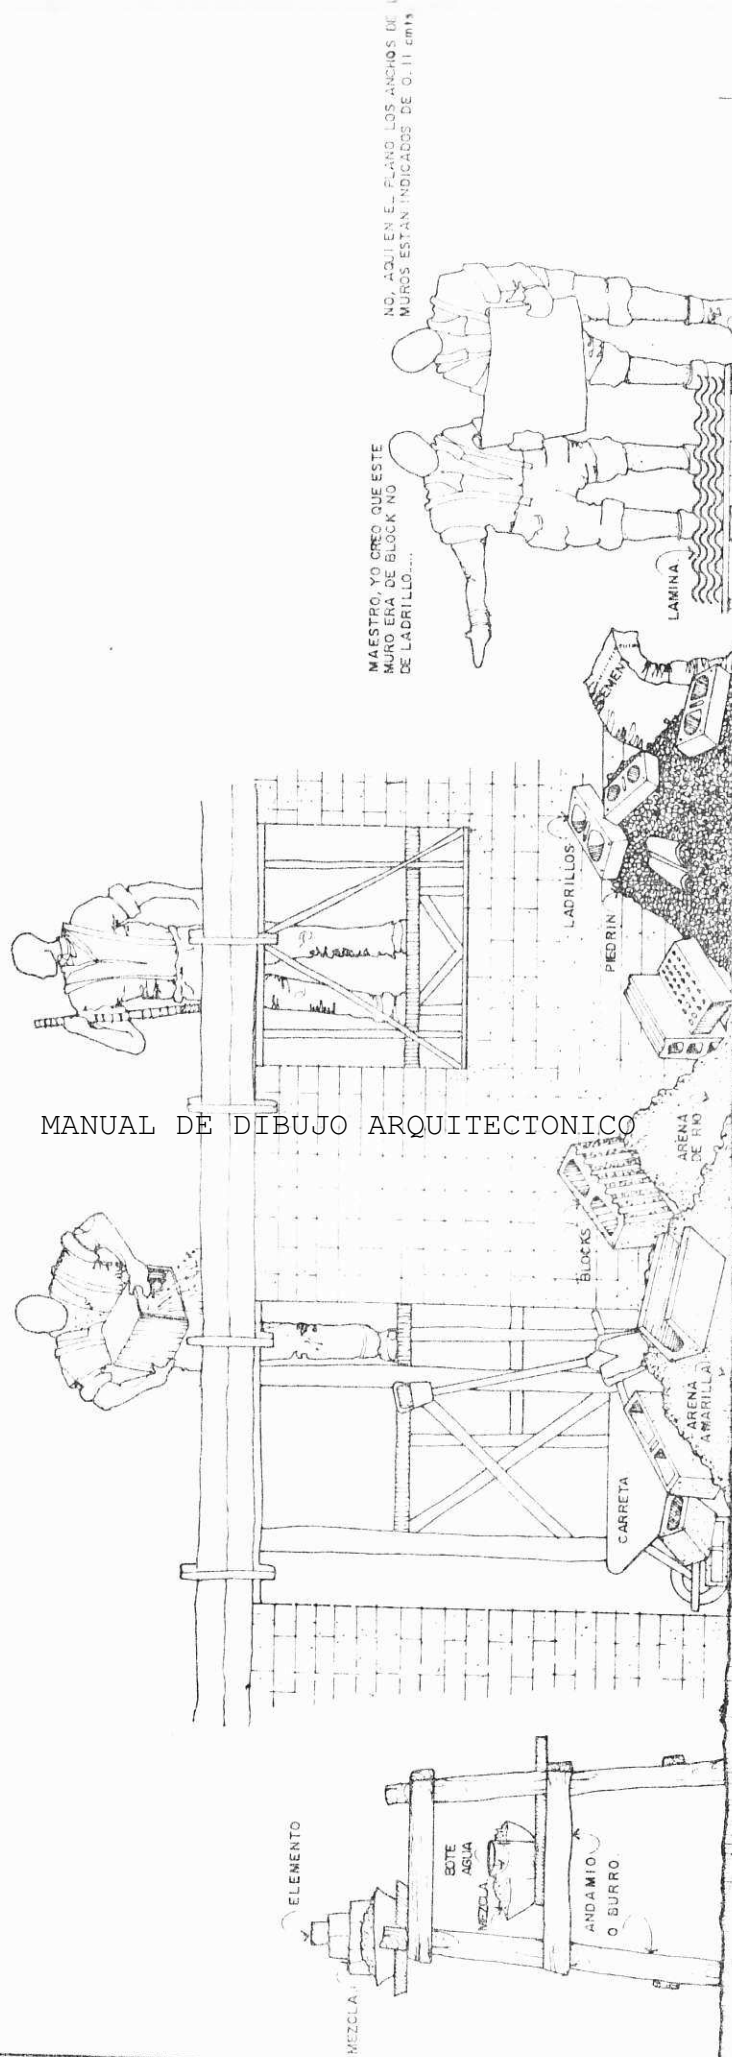 MANUAL DE DIBUJO ARQUITECTONICO
NO, AQUI EN EL PLANO LOS ANCHOS DE
MUROS ESTAN INDICADOS DE 0.11 cmts
MAESTRO, YO CREO QUE ESTE
MURO ERA DE BLOCK NO
DE LADRILLO....
LAMINA
CEMEN
LADRILLOS
PIEDRIN
ARENA
DE RIO
BLOCKS
ARENA
AMARILLA
CARRETA
ELEMENTO
MEZCLA
BOTE
AGUA
MEZCLA
ANDAMIO
O BURRO